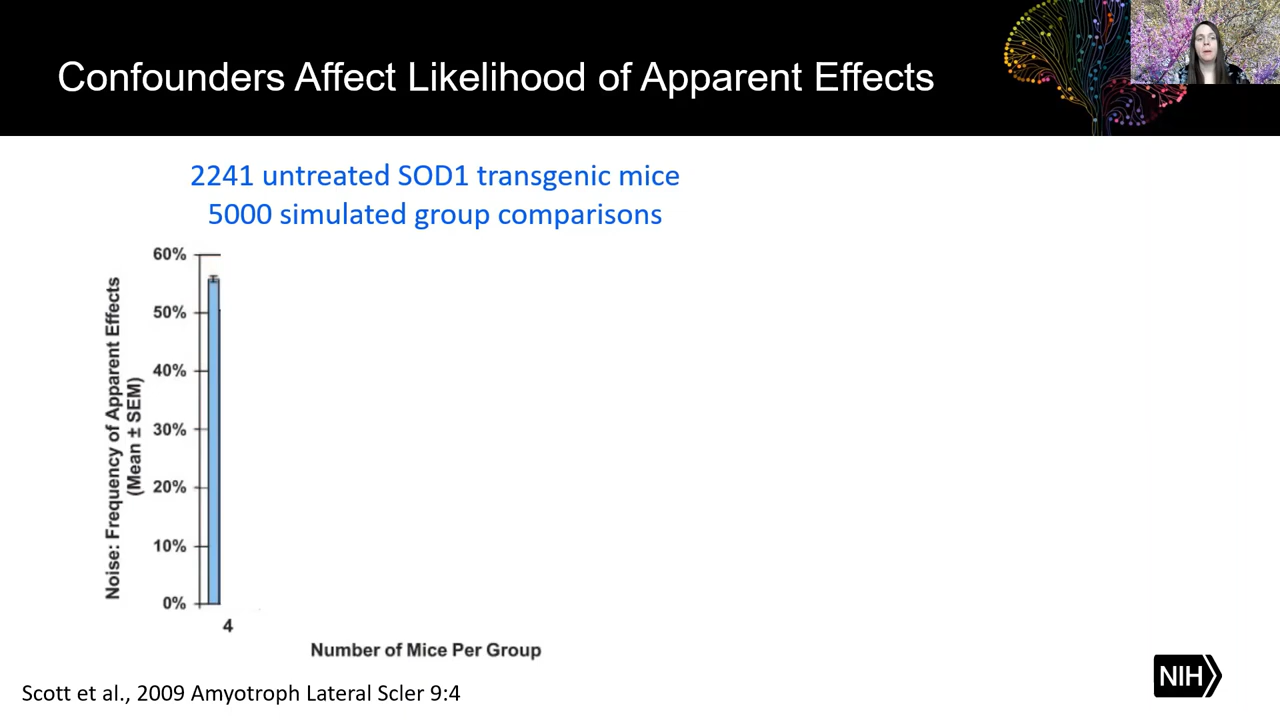 Confounders Affect Likelihood of Apparent Effects
2241 untreated SOD1 transgenic mice
5000 simulated group comparisons
60%
50%
40%
30%
20%
10%
0%
Noise: Frequency of Apparent Effects
(Mean ± SEM)
4
Number of Mice Per Group
Scott et al., 2009 Amyotroph Lateral Scler 9:4
NIH